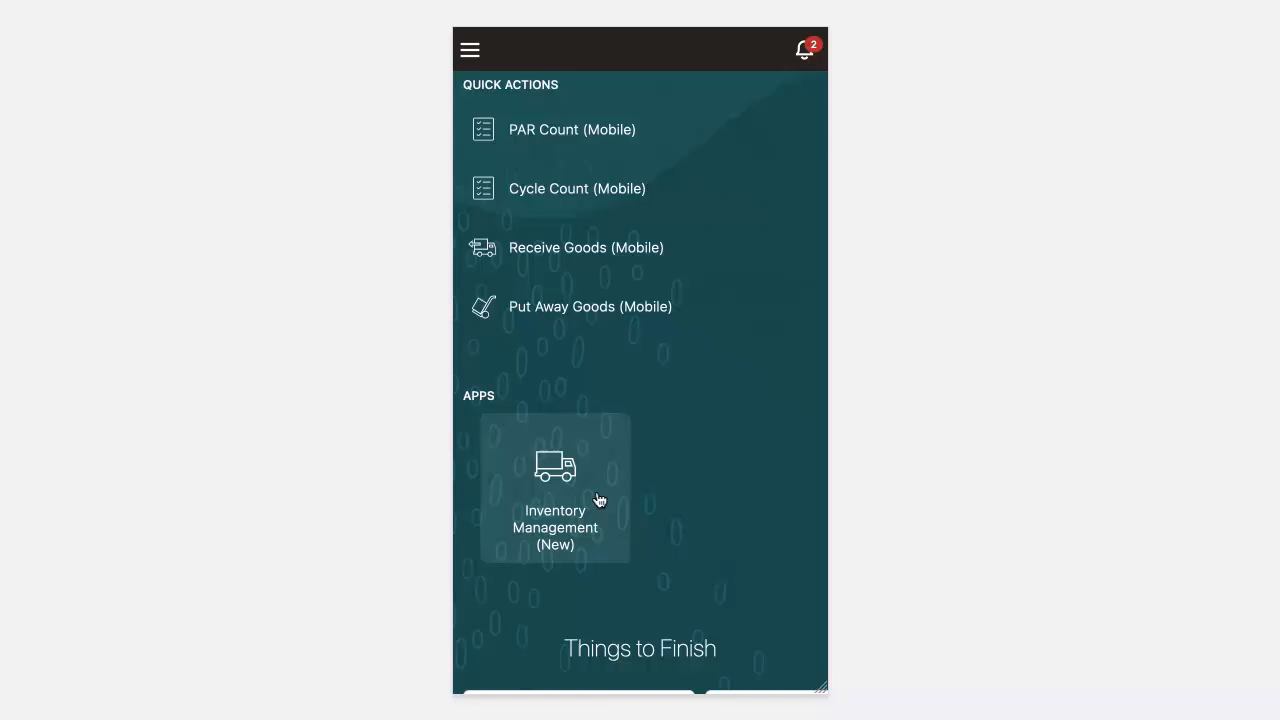 2
QUICK ACTIONS
PAR Count (Mobile)
Cycle Count (Mobile)
Receive Goods (Mobile)
Put Away Goods (Mobile)
APPS
Inventory
Management
(New)
Things to Finish